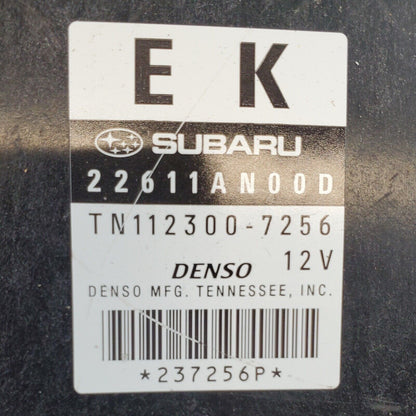 E K
SUBARU
22611AN00D
TN112300-7256
DENSO 12V
DENSO MFG. TENNESSEE, INC.
*237256P*